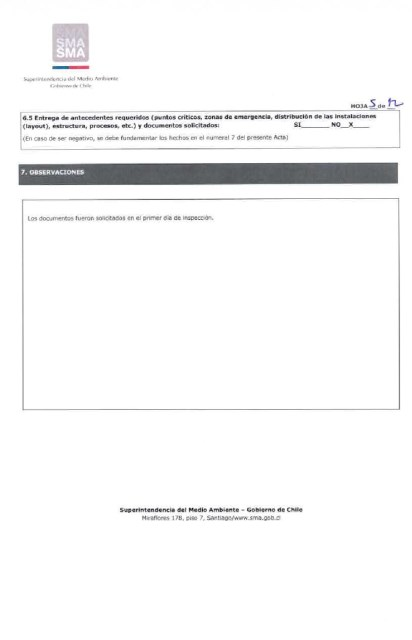 SMA
SMA
SMA
Superintendencia del Medio Ambiente
Gobierno de Chile
HOJA 5 de 12
6.5 Entrega de antecedentes requeridos (puntos críticos, zonas de emergencia, distribución de las instalaciones
(layout), estructura, procesos, etc.) y documentos solicitados: SI_______NO__X____
(En caso de ser negativo, se debe fundamentar los hechos en el numeral 7 del presente Acta)
7. OBSERVACIONES
Los documentos fueron solicitados en el primer día de inspección.
Superintendencia del Medio Ambiente – Gobierno de Chile
Miraflores 178, piso 7, Santiago/www.sma.gob.cl